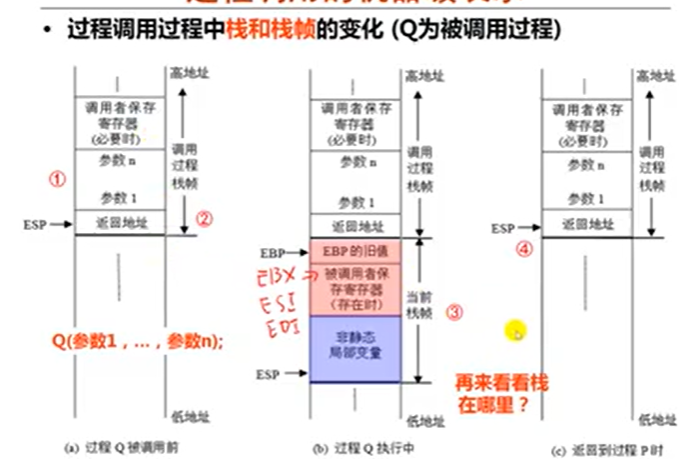 • 过程调用过程中栈和栈帧的变化 (Q为被调用过程)
高地址
调用者保存
寄存器
(必要时)
参数 n
参数 1
返回地址
调用
过程
栈帧
①
②
ESP
Q(参数1，...，参数n);
低地址
(a) 过程 Q 被调用前
高地址
调用者保存
寄存器
(必要时)
参数 n
参数 1
返回地址
调用
过程
栈帧
EBP
EBP 的旧值
EBX
ESI
EDI
被调用者保
存寄存器
(存在时)
当前
栈帧
③
非静态
局部变量
ESP
低地址
(b) 过程 Q 执行中
高地址
调用者保存
寄存器
(必要时)
参数 n
参数 1
返回地址
调用
过程
栈帧
ESP
④
再来看看栈
在哪里？
低地址
(c) 返回到过程 P 时